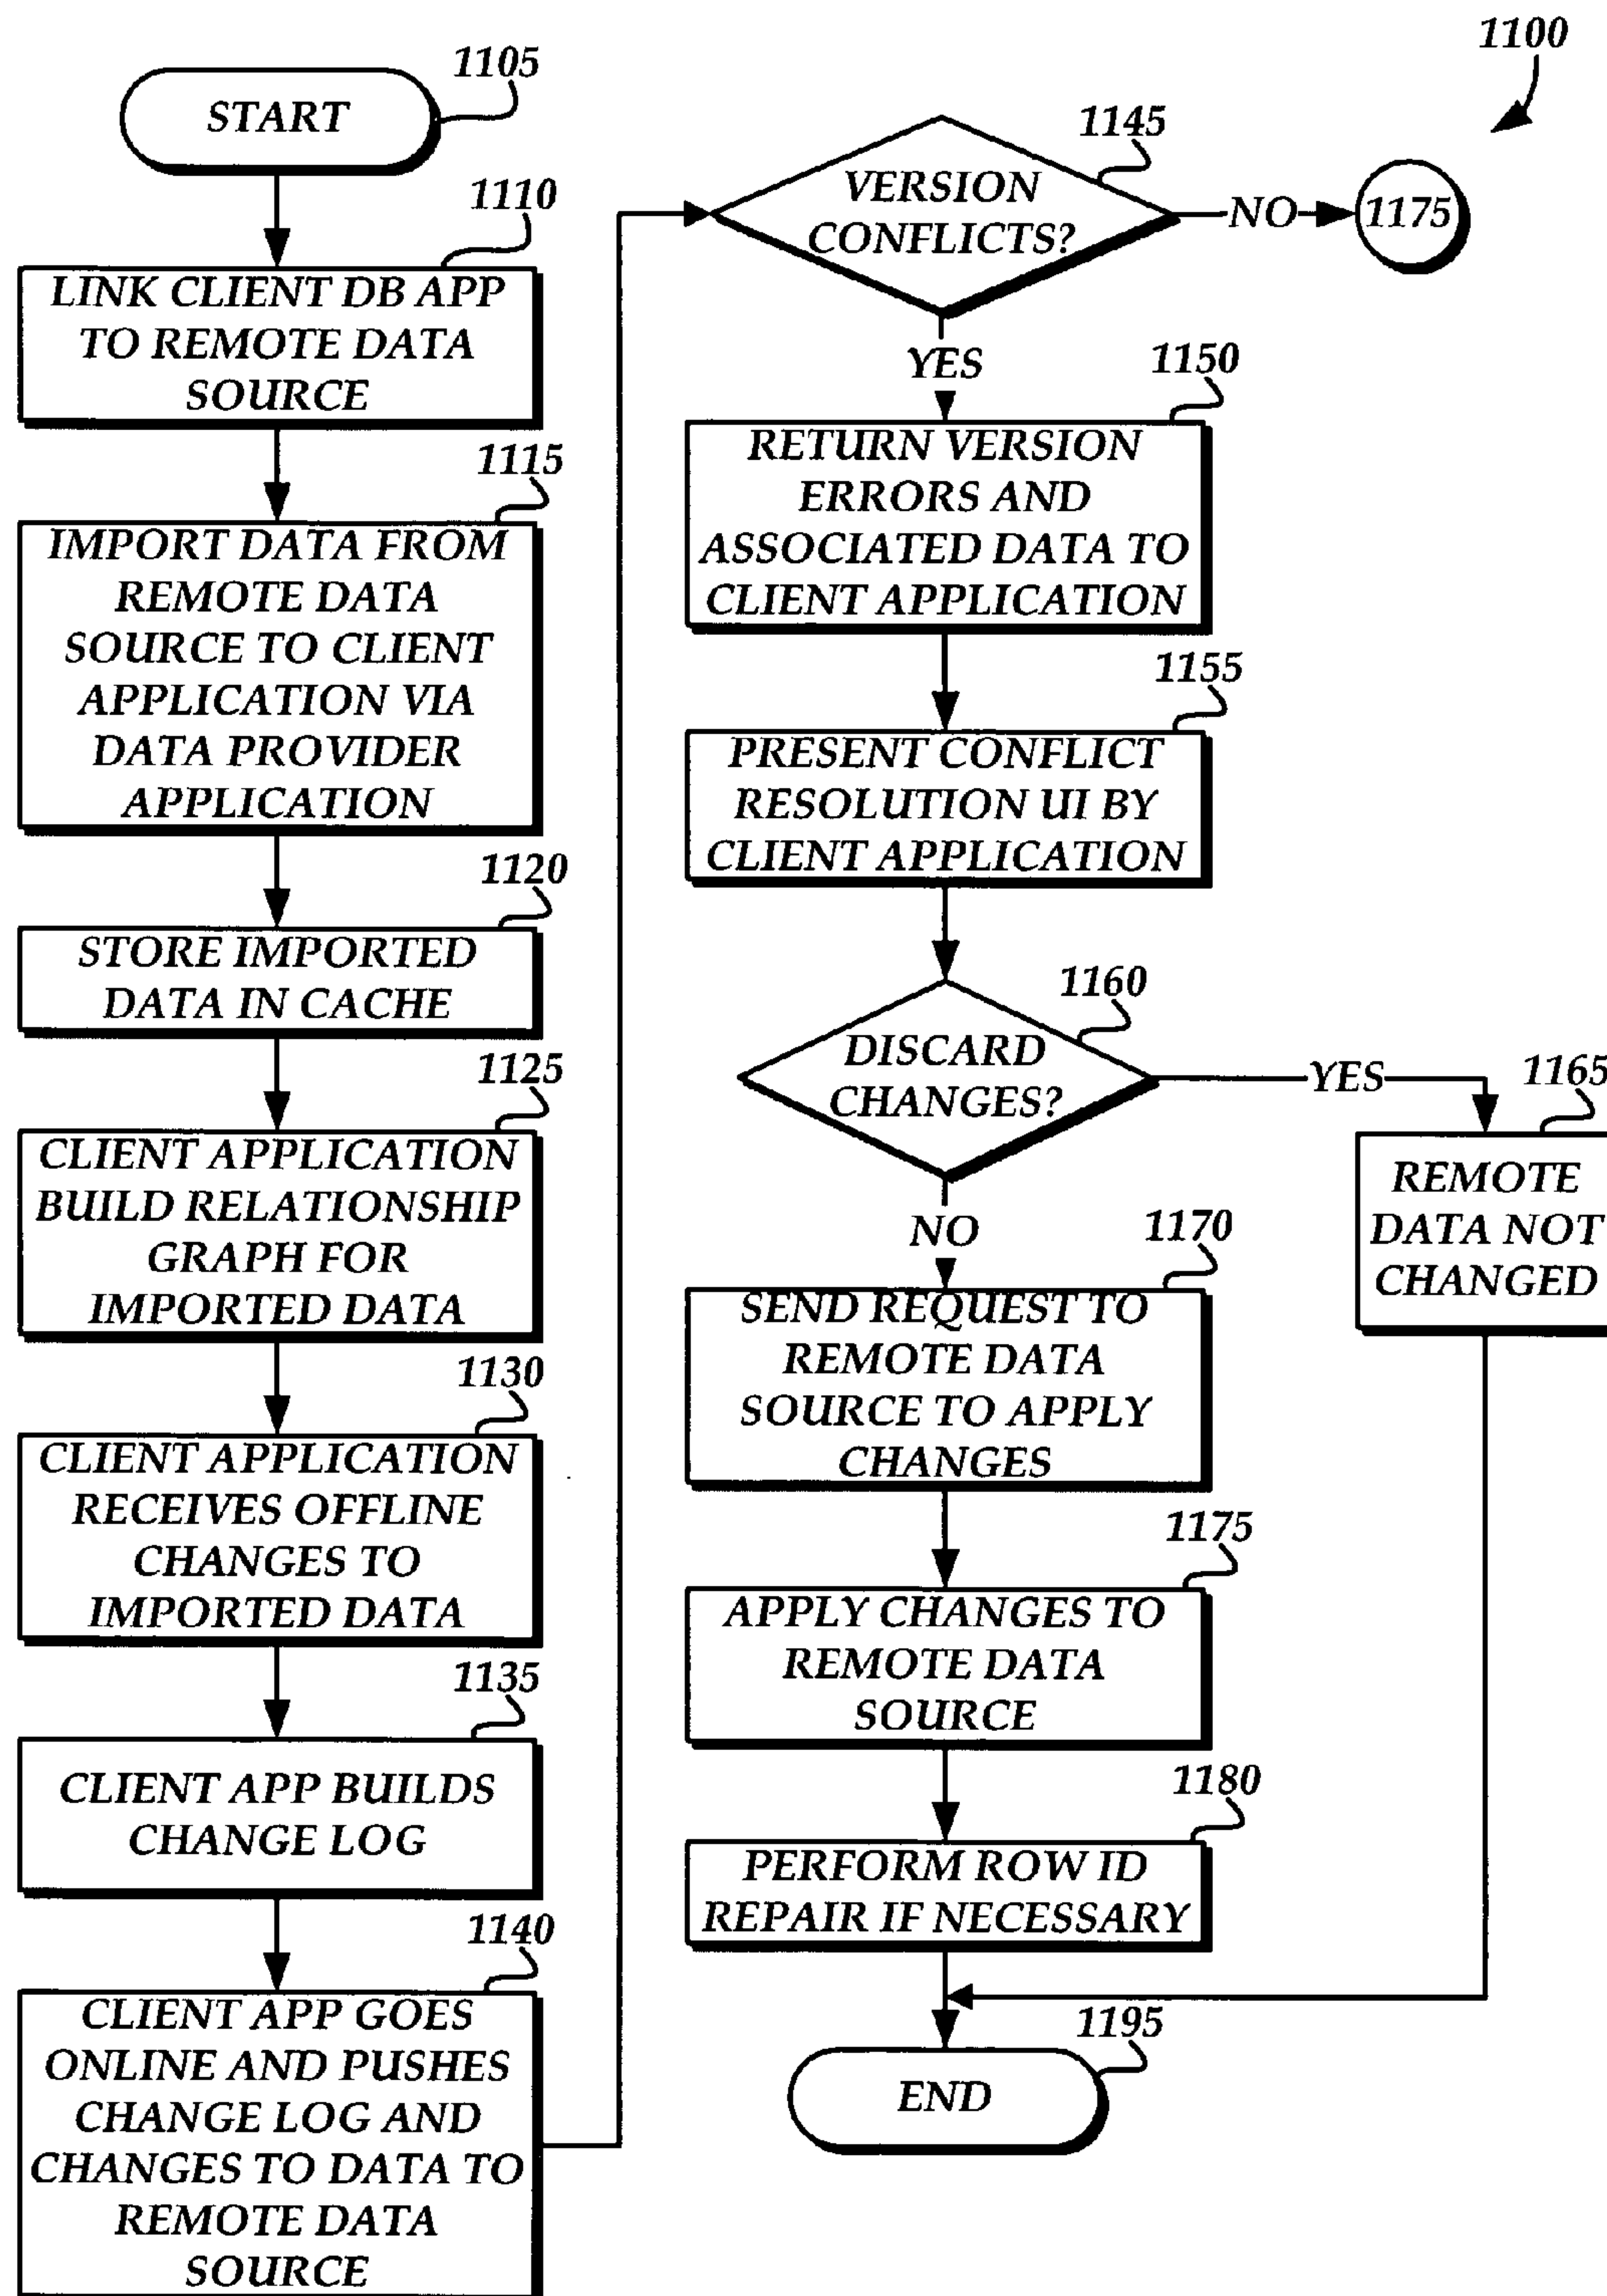 1100
1105
START
1110
LINK CLIENT DB APP
TO REMOTE DATA
SOURCE
1115
IMPORT DATA FROM
REMOTE DATA
SOURCE TO CLIENT
APPLICATION VIA
DATA PROVIDER
APPLICATION
1120
STORE IMPORTED
DATA IN CACHE
1125
CLIENT APPLICATION
BUILD RELATIONSHIP
GRAPH FOR
IMPORTED DATA
1130
CLIENT APPLICATION
RECEIVES OFFLINE
CHANGES TO
IMPORTED DATA
1135
CLIENT APP BUILDS
CHANGE LOG
1140
CLIENT APP GOES
ONLINE AND PUSHES
CHANGE LOG AND
CHANGES TO DATA TO
REMOTE DATA
SOURCE
1145
VERSION
CONFLICTS?
NO
1175
YES
1150
RETURN VERSION
ERRORS AND
ASSOCIATED DATA TO
CLIENT APPLICATION
1155
PRESENT CONFLICT
RESOLUTION UI BY
CLIENT APPLICATION
1160
DISCARD
CHANGES?
YES
1165
REMOTE
DATA NOT
CHANGED
NO
1170
SEND REQUEST TO
REMOTE DATA
SOURCE TO APPLY
CHANGES
1175
APPLY CHANGES TO
REMOTE DATA
SOURCE
1180
PERFORM ROW ID
REPAIR IF NECESSARY
1195
END